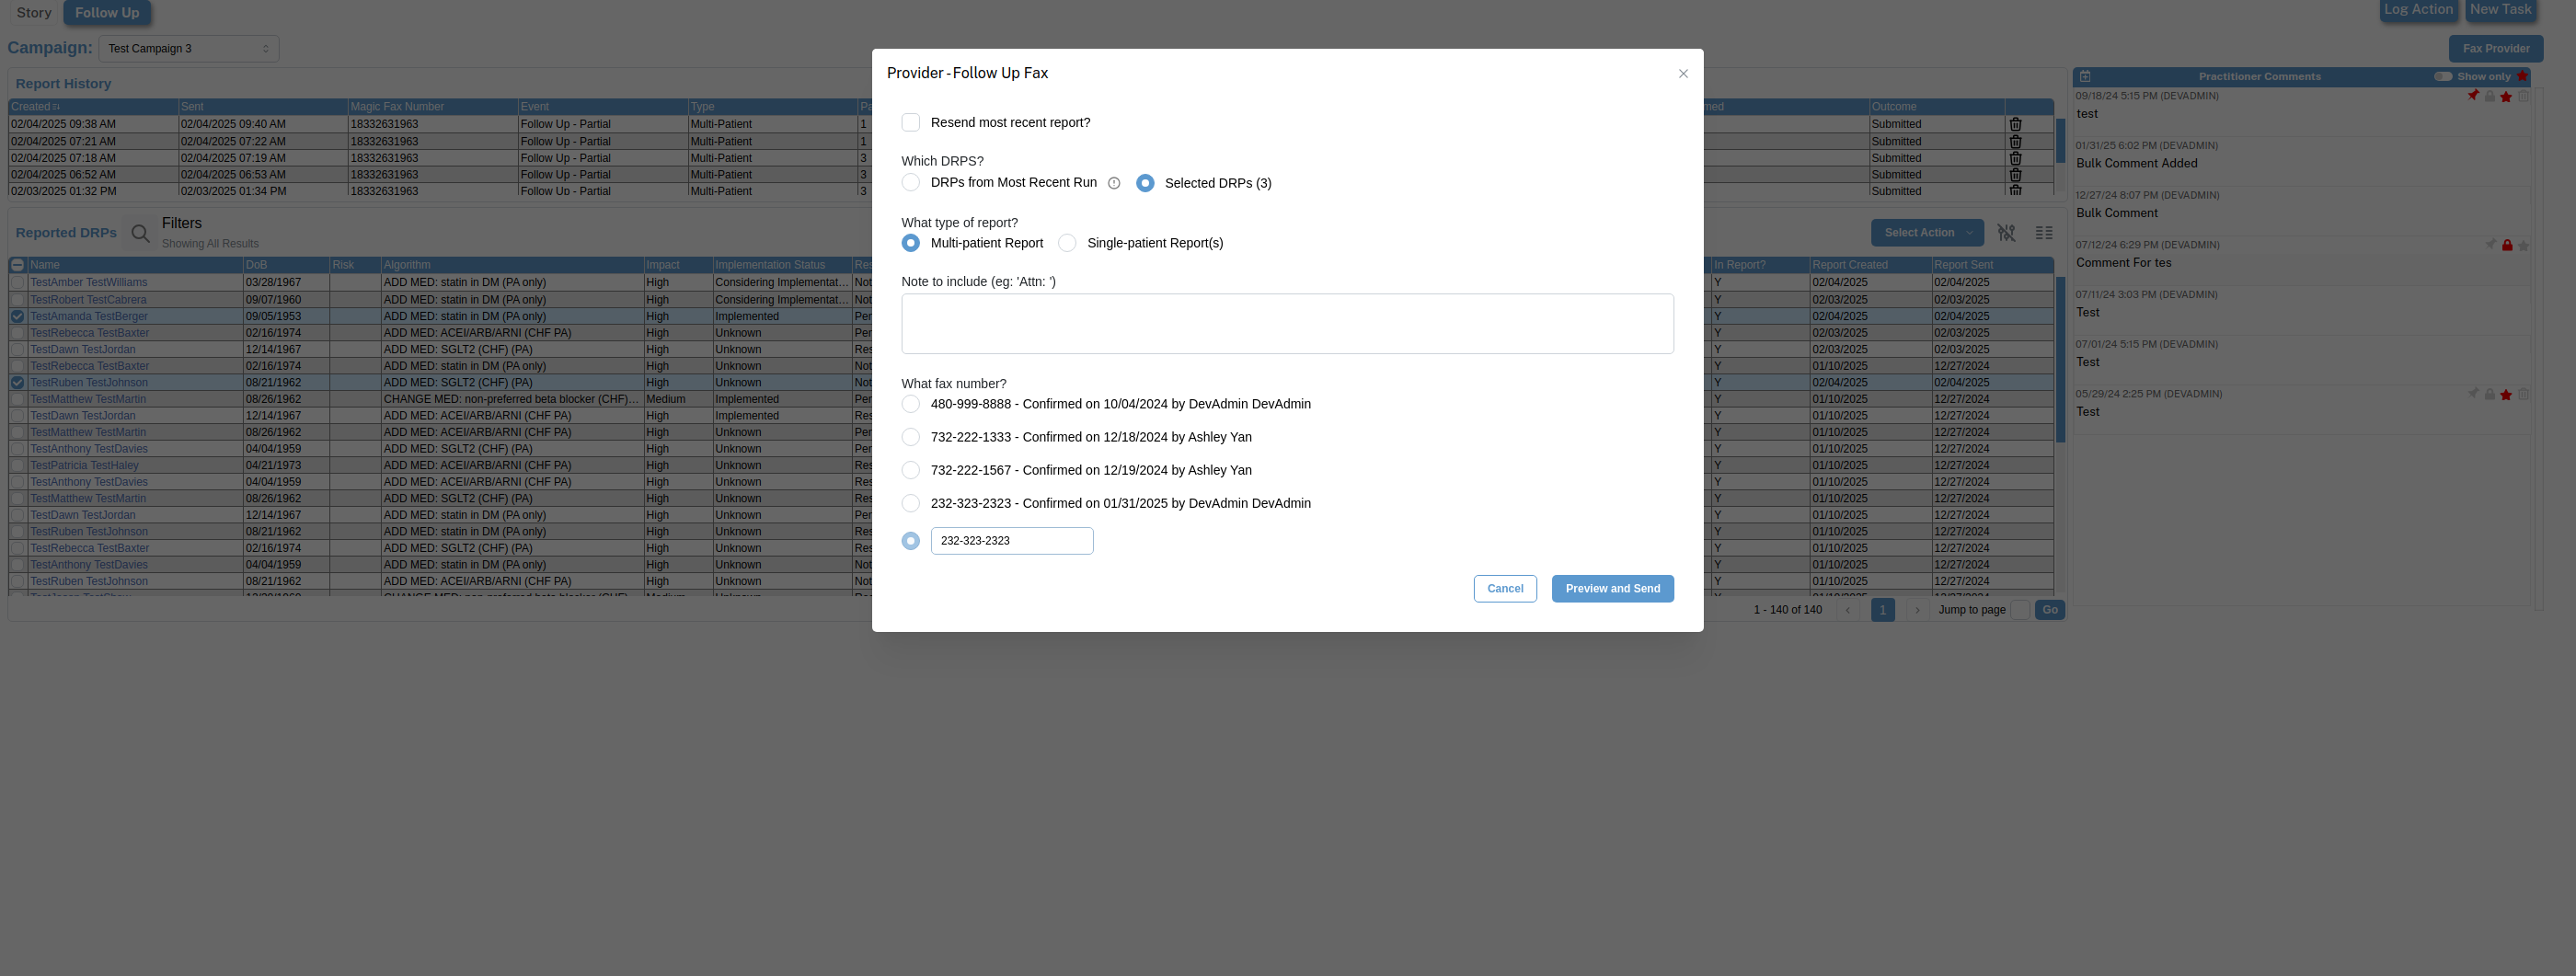 Story Follow Up Log Action New Task
Campaign: Test Campaign 3 Fax Provider
Report History
Created Sent Magic Fax Number Event Type Pa med Outcome
02/04/2025 09:38 AM 02/04/2025 09:40 AM 18332631963 Follow Up - Partial Multi-Patient 1 Submitted
02/04/2025 07:21 AM 02/04/2025 07:22 AM 18332631963 Follow Up - Partial Multi-Patient 1 Submitted
02/04/2025 07:18 AM 02/04/2025 07:19 AM 18332631963 Follow Up - Partial Multi-Patient 3 Submitted
02/04/2025 06:52 AM 02/04/2025 06:53 AM 18332631963 Follow Up - Partial Multi-Patient 3 Submitted
02/03/2025 01:32 PM 02/03/2025 01:34 PM 18332631963 Follow Up - Partial Multi-Patient 3 Submitted
Reported DRPs Filters Select Action
Showing All Results
Name DoB Risk Algorithm Impact Implementation Status Res In Report? Report Created Report Sent
TestAmber TestWilliams 03/28/1967 ADD MED: statin in DM (PA only) High Considering Implementat... Not Y 02/04/2025 02/04/2025
TestRobert TestCabrera 09/07/1960 ADD MED: statin in DM (PA only) High Considering Implementat... Not Y 02/03/2025 02/03/2025
TestAmanda TestBerger 09/05/1953 ADD MED: statin in DM (PA only) High Implemented Per Y 02/04/2025 02/04/2025
TestRebecca TestBaxter 02/16/1974 ADD MED: ACEI/ARB/ARNI (CHF PA) High Unknown Per Y 02/03/2025 02/03/2025
TestDawn TestJordan 12/14/1967 ADD MED: SGLT2 (CHF) (PA) High Unknown Res Y 02/03/2025 02/03/2025
TestRebecca TestBaxter 02/16/1974 ADD MED: statin in DM (PA only) High Unknown Not Y 01/10/2025 12/27/2024
TestRuben TestJohnson 08/21/1962 ADD MED: SGLT2 (CHF) (PA) High Unknown Not Y 02/04/2025 02/04/2025
TestMatthew TestMartin 08/26/1962 CHANGE MED: non-preferred beta blocker (CHF)... Medium Implemented Per Y 01/10/2025 12/27/2024
TestDawn TestJordan 12/14/1967 ADD MED: ACEI/ARB/ARNI (CHF PA) High Implemented Res Y 01/10/2025 12/27/2024
TestMatthew TestMartin 08/26/1962 ADD MED: ACEI/ARB/ARNI (CHF PA) High Unknown Per Y 01/10/2025 12/27/2024
TestAnthony TestDavies 04/04/1959 ADD MED: SGLT2 (CHF) (PA) High Unknown Per Y 01/10/2025 12/27/2024
TestPatricia TestHaley 04/21/1973 ADD MED: ACEI/ARB/ARNI (CHF PA) High Unknown Res Y 01/10/2025 12/27/2024
TestAnthony TestDavies 04/04/1959 ADD MED: ACEI/ARB/ARNI (CHF PA) High Unknown Res Y 01/10/2025 12/27/2024
TestMatthew TestMartin 08/26/1962 ADD MED: SGLT2 (CHF) (PA) High Unknown Res Y 01/10/2025 12/27/2024
TestDawn TestJordan 12/14/1967 ADD MED: statin in DM (PA only) High Unknown Per Y 01/10/2025 12/27/2024
TestRuben TestJohnson 08/21/1962 ADD MED: statin in DM (PA only) High Unknown Res Y 01/10/2025 12/27/2024
TestRebecca TestBaxter 02/16/1974 ADD MED: SGLT2 (CHF) (PA) High Unknown Not Y 01/10/2025 12/27/2024
TestAnthony TestDavies 04/04/1959 ADD MED: statin in DM (PA only) High Unknown Not Y 01/10/2025 12/27/2024
TestRuben TestJohnson 08/21/1962 ADD MED: ACEI/ARB/ARNI (CHF PA) High Unknown Not Y 01/10/2025 12/27/2024
1 - 140 of 140 1 Jump to page Go
Provider - Follow Up Fax
Resend most recent report?
Which DRPS?
DRPs from Most Recent Run Selected DRPs (3)
What type of report?
Multi-patient Report Single-patient Report(s)
Note to include (eg: 'Attn: ')
What fax number?
480-999-8888 - Confirmed on 10/04/2024 by DevAdmin DevAdmin
732-222-1333 - Confirmed on 12/18/2024 by Ashley Yan
732-222-1567 - Confirmed on 12/19/2024 by Ashley Yan
232-323-2323 - Confirmed on 01/31/2025 by DevAdmin DevAdmin
232-323-2323
Cancel Preview and Send
Practitioner Comments Show only
09/18/24 5:15 PM (DEVADMIN)
test
01/31/25 6:02 PM (DEVADMIN)
Bulk Comment Added
12/27/24 8:07 PM (DEVADMIN)
Bulk Comment
07/12/24 6:29 PM (DEVADMIN)
Comment For tes
07/11/24 3:03 PM (DEVADMIN)
Test
07/01/24 5:15 PM (DEVADMIN)
Test
05/29/24 2:25 PM (DEVADMIN)
Test